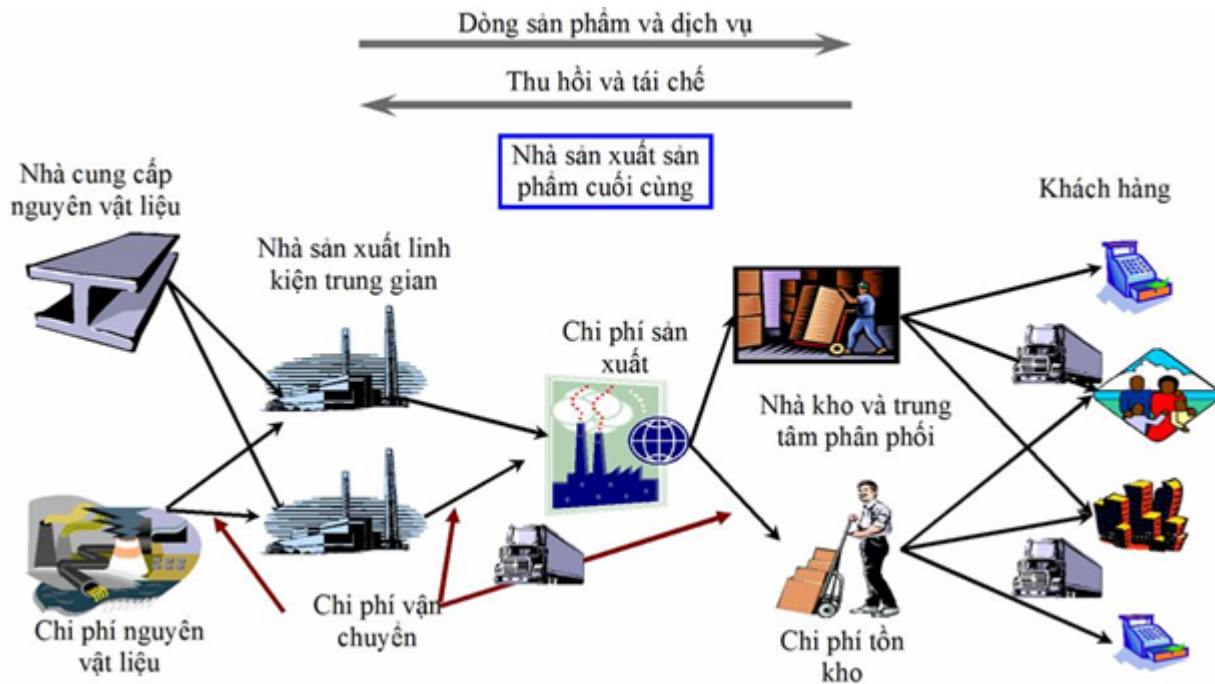 Dòng sản phẩm và dịch vụ
Thu hồi và tái chế
Nhà sản xuất sản
phẩm cuối cùng
Nhà cung cấp
nguyên vật liệu
Khách hàng
Nhà sản xuất linh
kiện trung gian
Chi phí sản
xuất
Nhà kho và trung
tâm phân phối
Chi phí vận
chuyển
Chi phí nguyên
vật liệu
Chi phí tồn
kho